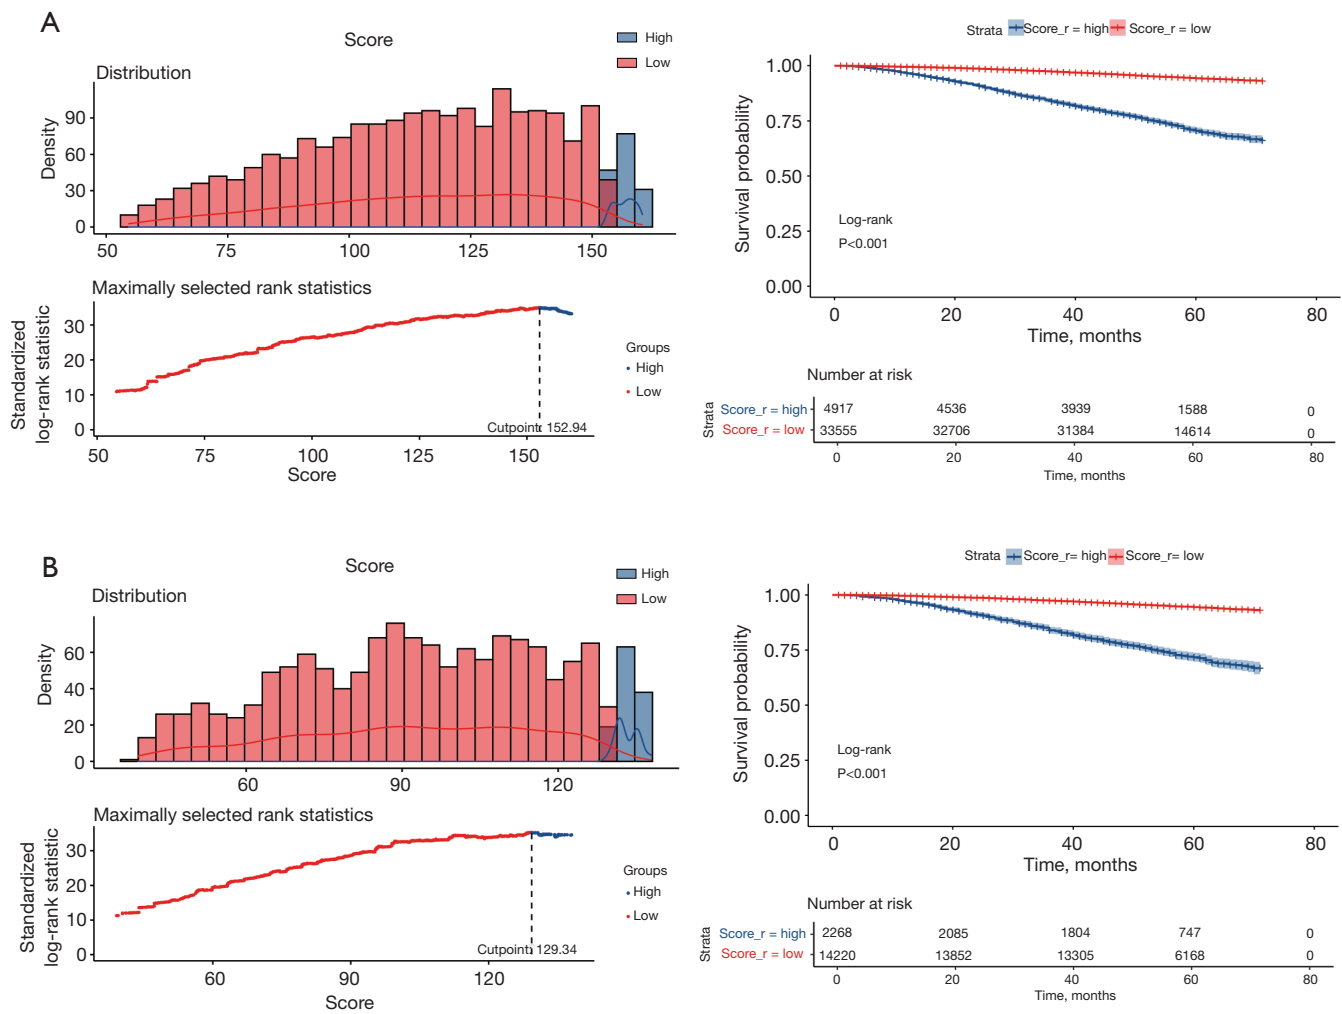 A
Score
High
Low
Distribution
Density
90
60
30
0
50 75 100 125 150
Maximally selected rank statistics
Standardized
log-rank statistic
30
20
10
0
Groups
High
Low
Cutpoint: 152.94
50 75 100 125 150
Score
Strata Score_r = high Score_r = low
Survival probability
1.00
0.75
0.50
0.25
0.00
Log-rank
P<0.001
0 20 40 60 80
Time, months
Number at risk
Strata
Score_r = high 4917 4536 3939 1588 0
Score_r = low 33555 32706 31384 14614 0
0 20 40 60 80
Time, months
B
Score
High
Low
Distribution
Density
60
40
20
0
60 90 120
Maximally selected rank statistics
Standardized
log-rank statistic
30
20
10
0
Groups
High
Low
Cutpoint: 129.34
60 90 120
Score
Strata Score_r= high Score_r= low
Survival probability
1.00
0.75
0.50
0.25
0.00
Log-rank
P<0.001
0 20 40 60 80
Time, months
Number at risk
Strata
Score_r = high 2268 2085 1804 747 0
Score_r = low 14220 13852 13305 6168 0
0 20 40 60 80
Time, months